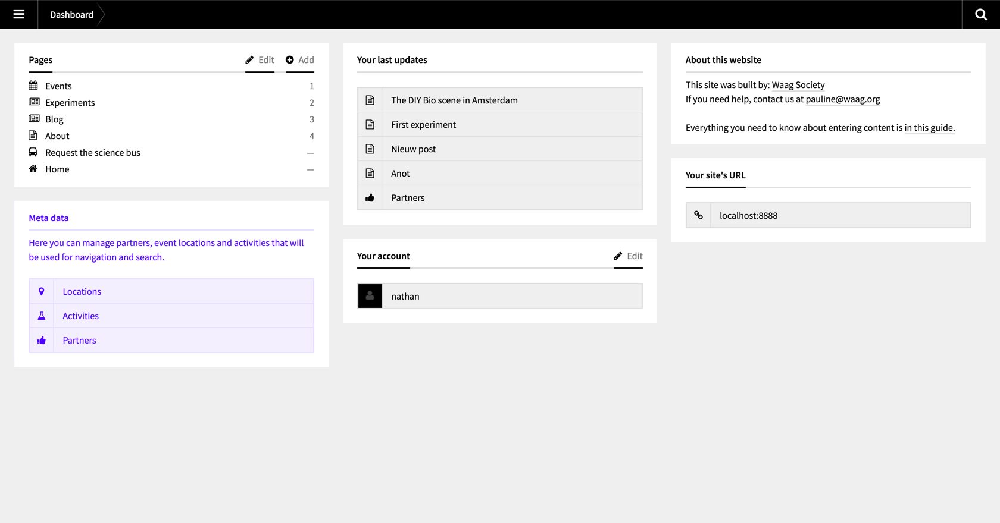 Dashboard
Pages
Edit
Add
Events 1
Experiments 2
Blog 3
About 4
Request the science bus —
Home —
Meta data
Here you can manage partners, event locations and activities that will
be used for navigation and search.
Locations
Activities
Partners
Your last updates
The DIY Bio scene in Amsterdam
First experiment
Nieuw post
Anot
Partners
Your account
Edit
nathan
About this website
This site was built by: Waag Society
If you need help, contact us at pauline@waag.org
Everything you need to know about entering content is in this guide.
Your site's URL
localhost:8888